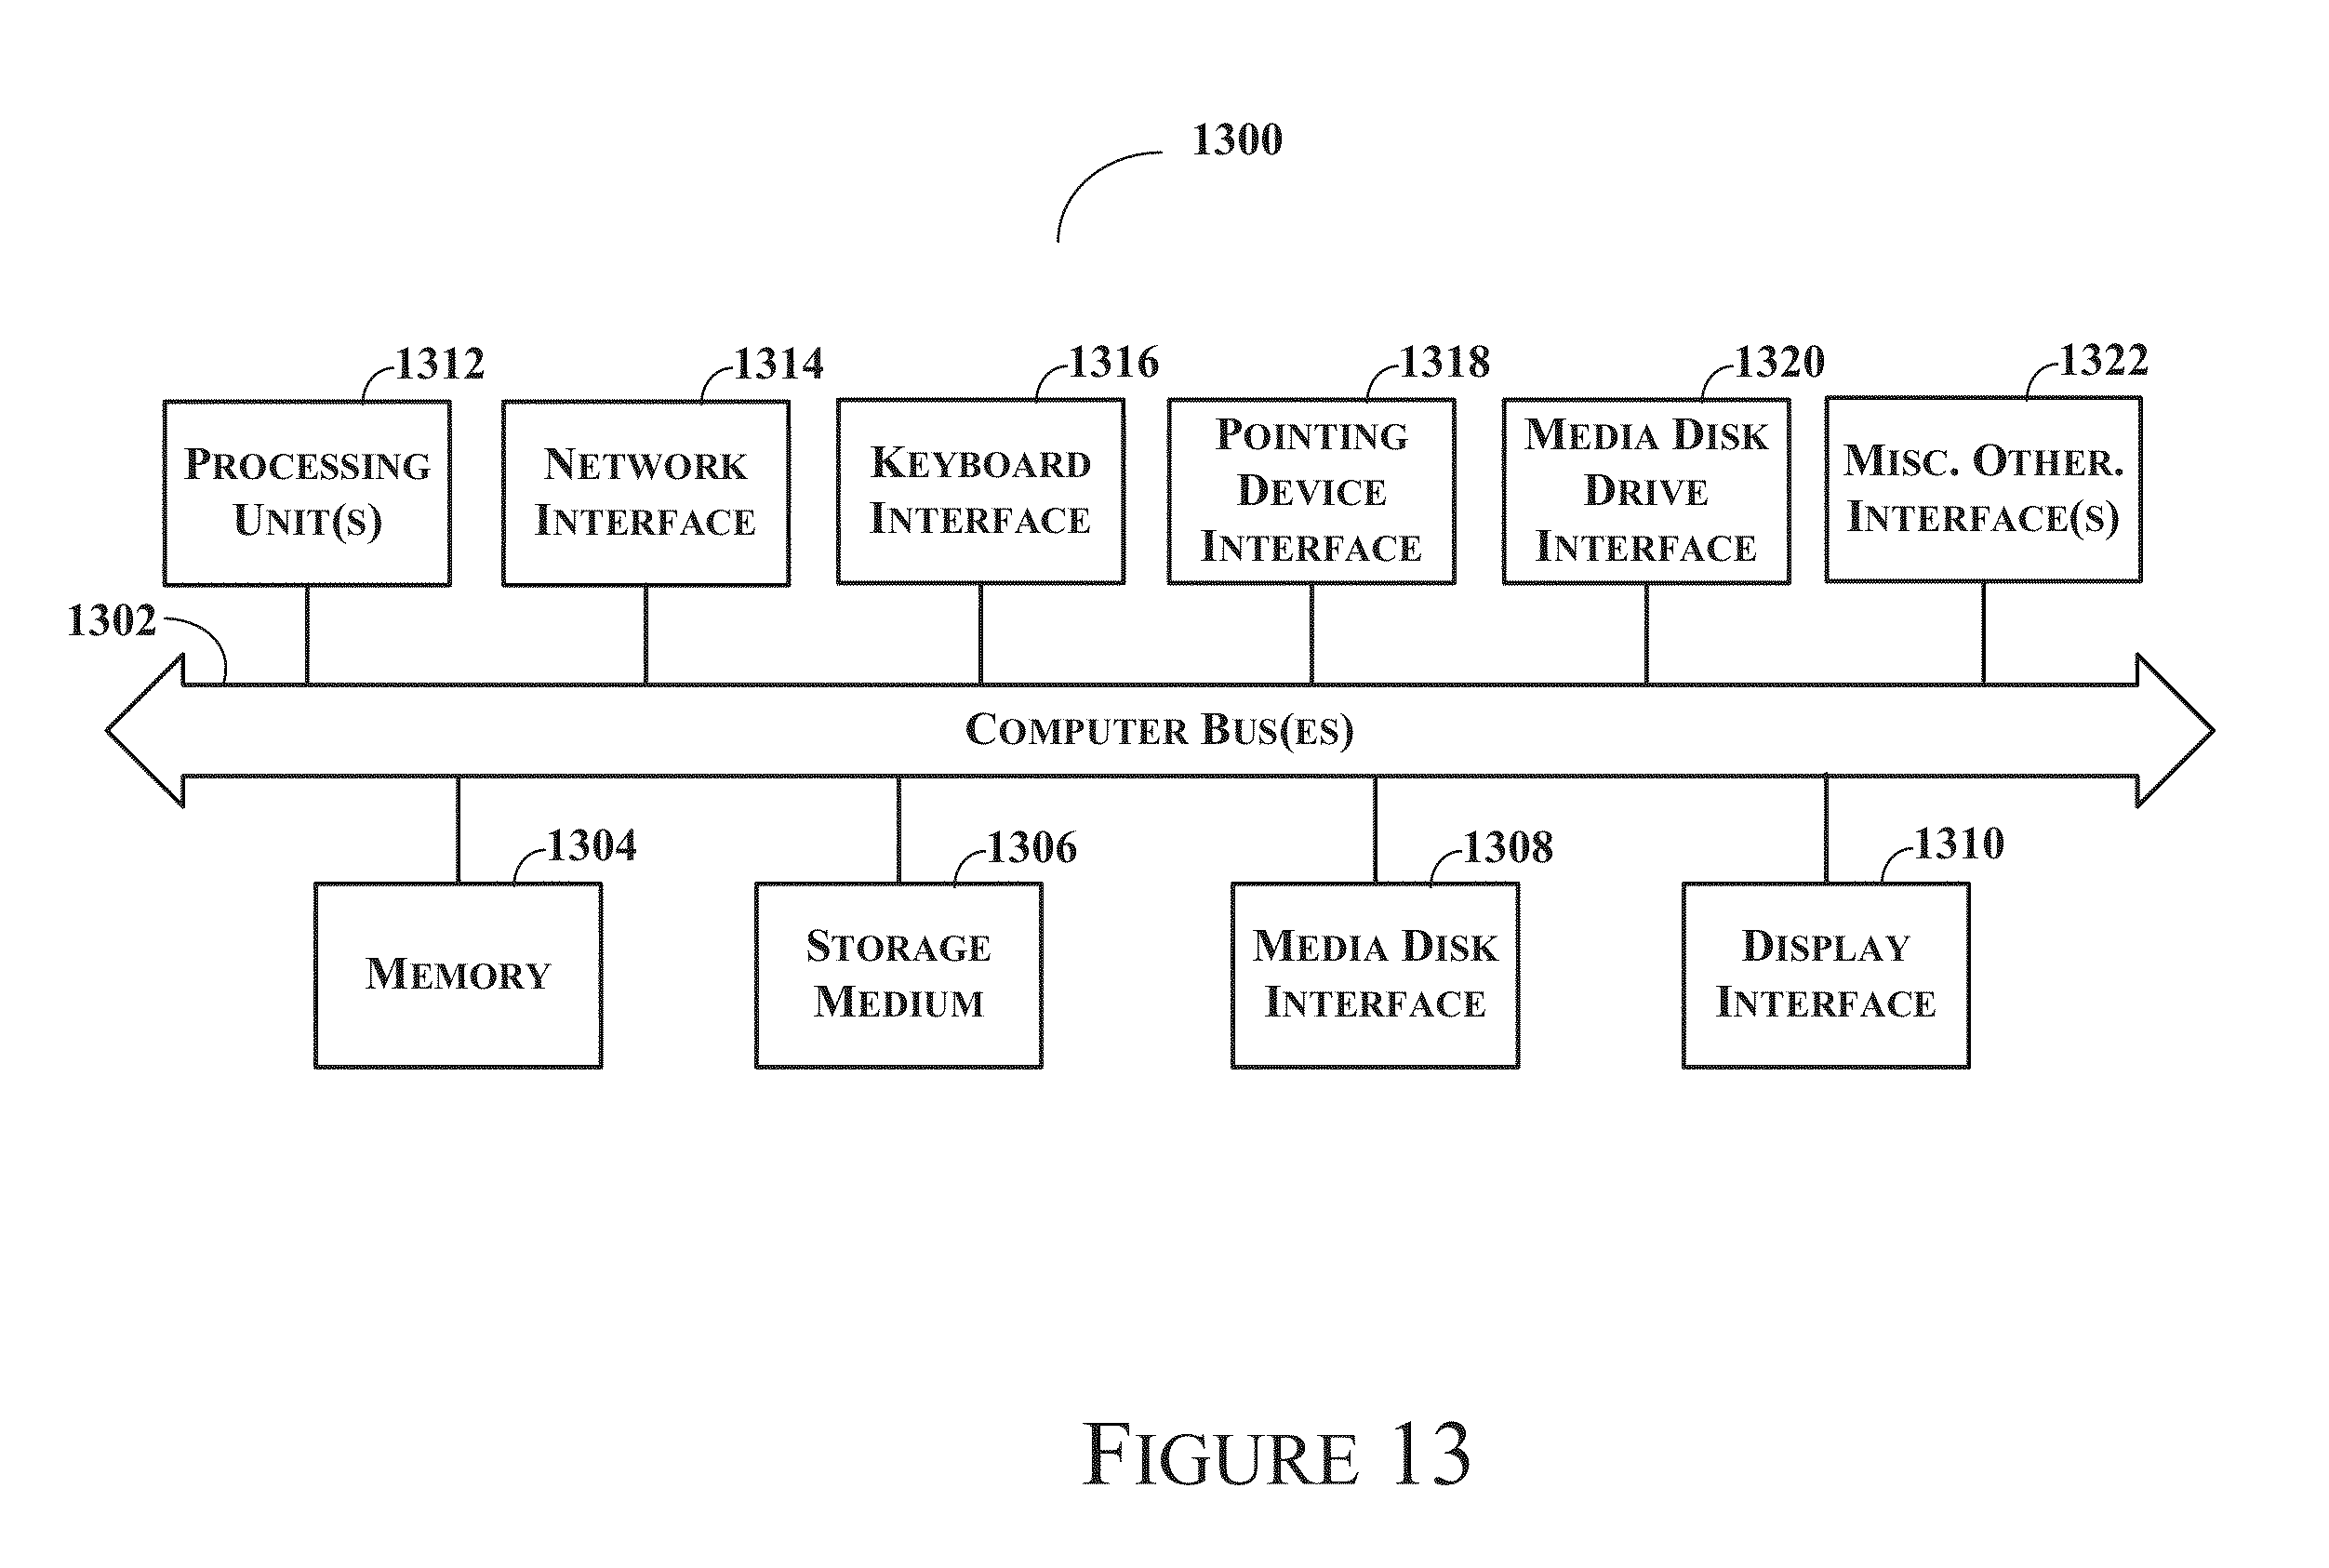 1300
1312
PROCESSING
UNIT(S)
1314
NETWORK
INTERFACE
1316
KEYBOARD
INTERFACE
1318
POINTING
DEVICE
INTERFACE
1320
MEDIA DISK
DRIVE
INTERFACE
1322
MISC. OTHER.
INTERFACE(S)
1302
COMPUTER BUS(ES)
1304
MEMORY
1306
STORAGE
MEDIUM
1308
MEDIA DISK
INTERFACE
1310
DISPLAY
INTERFACE
FIGURE 13